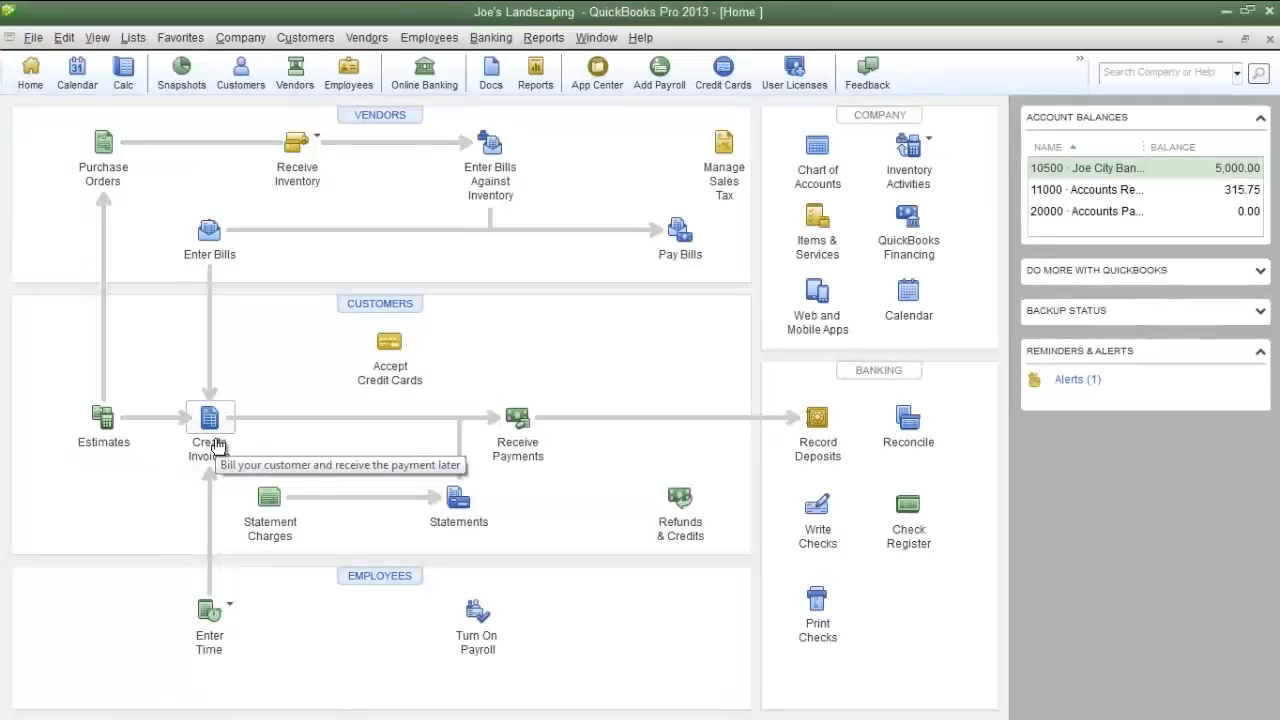 Joe's Landscaping - QuickBooks Pro 2013 - [Home ]
File Edit View Lists Favorites Company Customers Vendors Employees Banking Reports Window Help
Home Calendar Calc Snapshots Customers Vendors Employees Online Banking Docs Reports App Center Add Payroll Credit Cards User Licenses Feedback
Search Company or Help
VENDORS
Purchase
Orders
Receive
Inventory
Enter Bills
Against
Inventory
Manage
Sales
Tax
Enter Bills
Pay Bills
CUSTOMERS
Accept
Credit Cards
Estimates
Create
Invoi
Bill your customer and receive the payment later
Receive
Payments
Statement
Charges
Statements
Refunds
& Credits
EMPLOYEES
Enter
Time
Turn On
Payroll
COMPANY
Chart of
Accounts
Inventory
Activities
Items &
Services
QuickBooks
Financing
Web and
Mobile Apps
Calendar
BANKING
Record
Deposits
Reconcile
Write
Checks
Check
Register
Print
Checks
ACCOUNT BALANCES
NAME BALANCE
10500 · Joe City Ban... 5,000.00
11000 · Accounts Re... 315.75
20000 · Accounts Pa... 0.00
DO MORE WITH QUICKBOOKS
BACKUP STATUS
REMINDERS & ALERTS
Alerts (1)
31